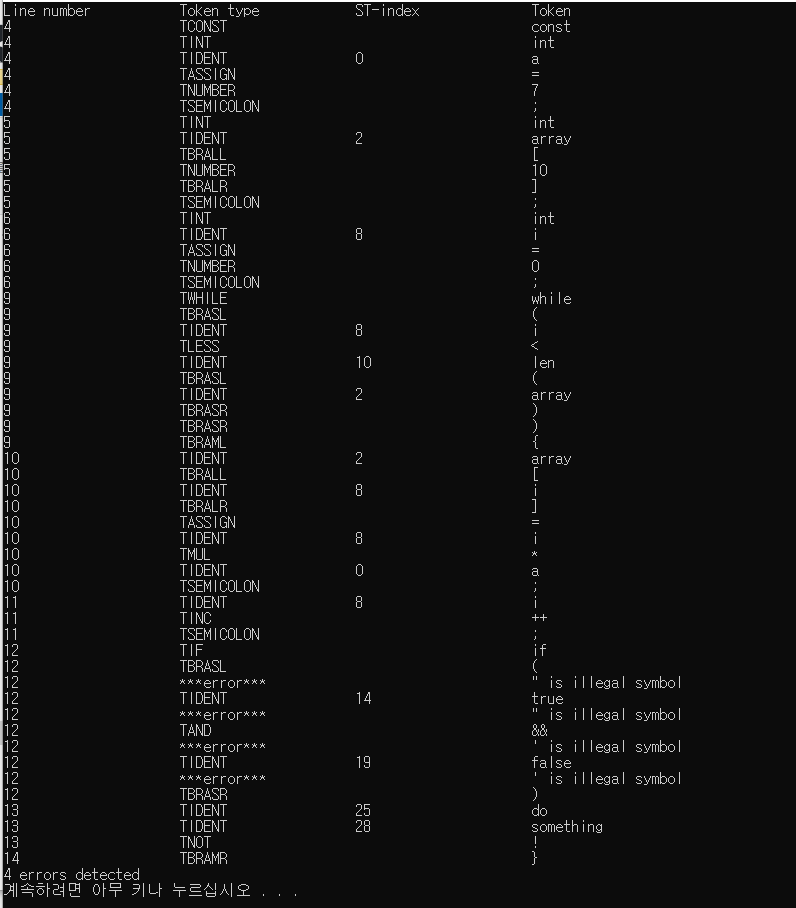 Line number Token type ST-index Token
4 TCONST const
4 TINT int
4 TIDENT 0 a
4 TASSIGN =
4 TNUMBER 7
4 TSEMICOLON ;
5 TINT int
5 TIDENT 2 array
5 TBRALL [
5 TNUMBER 10
5 TBRALR ]
5 TSEMICOLON ;
6 TINT int
6 TIDENT 8 i
6 TASSIGN =
6 TNUMBER 0
6 TSEMICOLON ;
9 TWHILE while
9 TBRASL (
9 TIDENT 8 i
9 TLESS <
9 TIDENT 10 len
9 TBRASL (
9 TIDENT 2 array
9 TBRASR )
9 TBRASR )
9 TBRAML {
10 TIDENT 2 array
10 TBRALL [
10 TIDENT 8 i
10 TBRALR ]
10 TASSIGN =
10 TIDENT 8 i
10 TMUL *
10 TIDENT 0 a
10 TSEMICOLON ;
11 TIDENT 8 i
11 TINC ++
11 TSEMICOLON ;
12 TIF if
12 TBRASL (
12 ***error*** " is illegal symbol
12 TIDENT 14 true
12 ***error*** " is illegal symbol
12 TAND &&
12 ***error*** ' is illegal symbol
12 TIDENT 19 false
12 ***error*** ' is illegal symbol
12 TBRASR )
13 TIDENT 25 do
13 TIDENT 28 something
13 TNOT !
14 TBRAMR }
4 errors detected
계속하려면 아무 키나 누르십시오 . . .